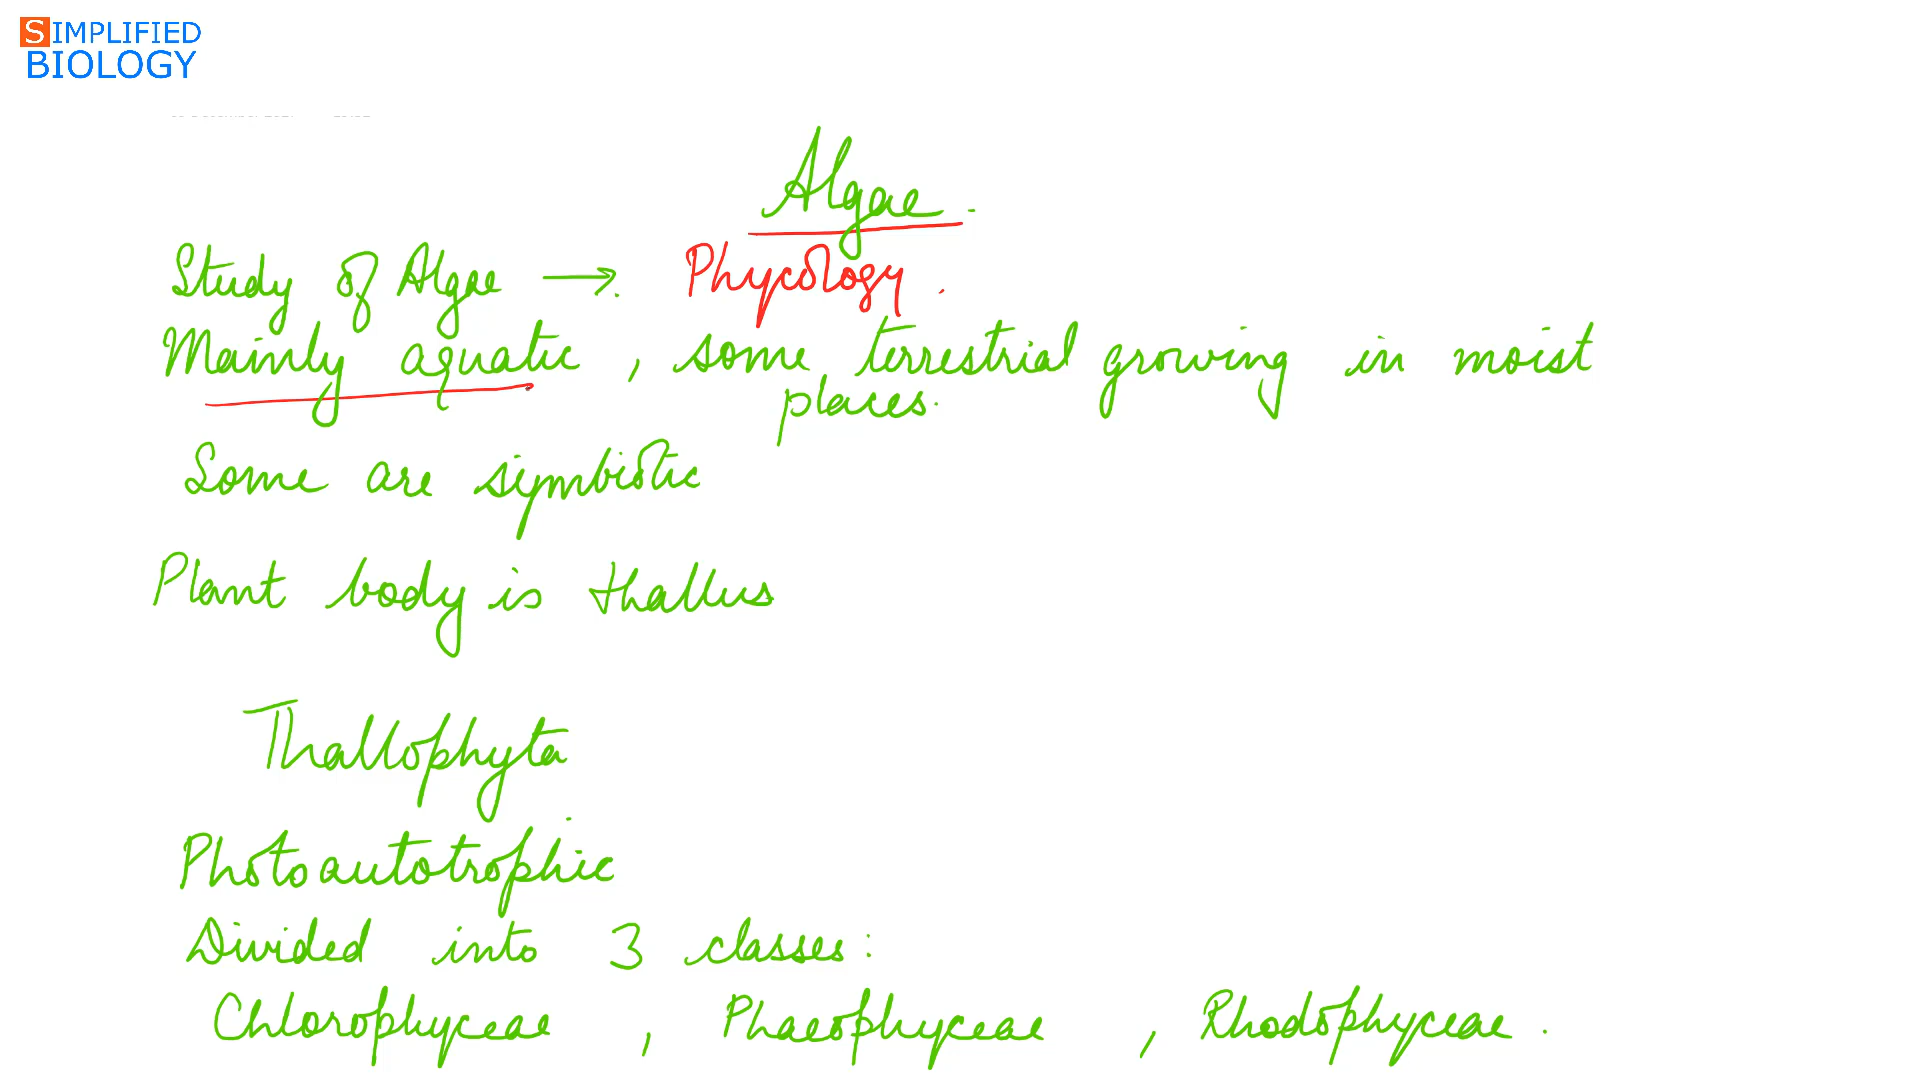 SIMPLIFIED
BIOLOGY
Algae.
Study of Algae → Phycology.
Mainly aquatic, some terrestrial growing in moist
places.
Some are symbiotic
Plant body is thallus
Thallophyta
Photoautotrophic
Divided into 3 classes:
Chlorophyceae, Phaeophyceae, Rhodophyceae.